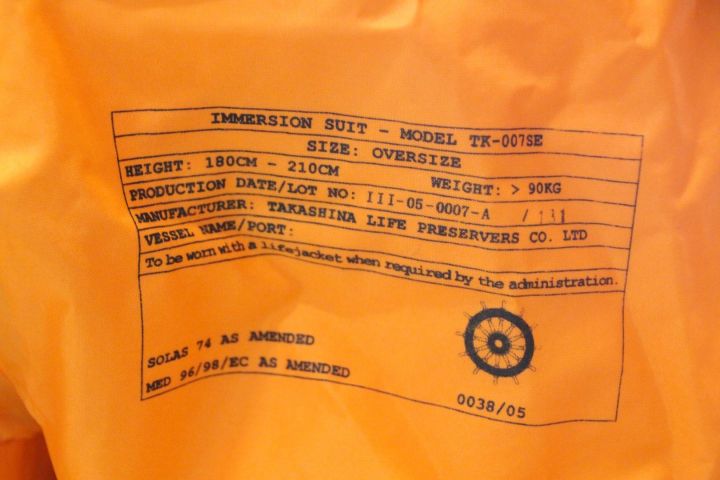 IMMERSION SUIT - MODEL TK-007SE
SIZE: OVERSIZE
HEIGHT: 180CM - 210CM WEIGHT: > 90KG
PRODUCTION DATE/LOT NO: III-05-0007-A / 131
MANUFACTURER: TAKASHINA LIFE PRESERVERS CO. LTD
VESSEL NAME/PORT:
To be worn with a lifejacket when required by the administration.
SOLAS 74 AS AMENDED
MED 96/98/EC AS AMENDED
0038/05